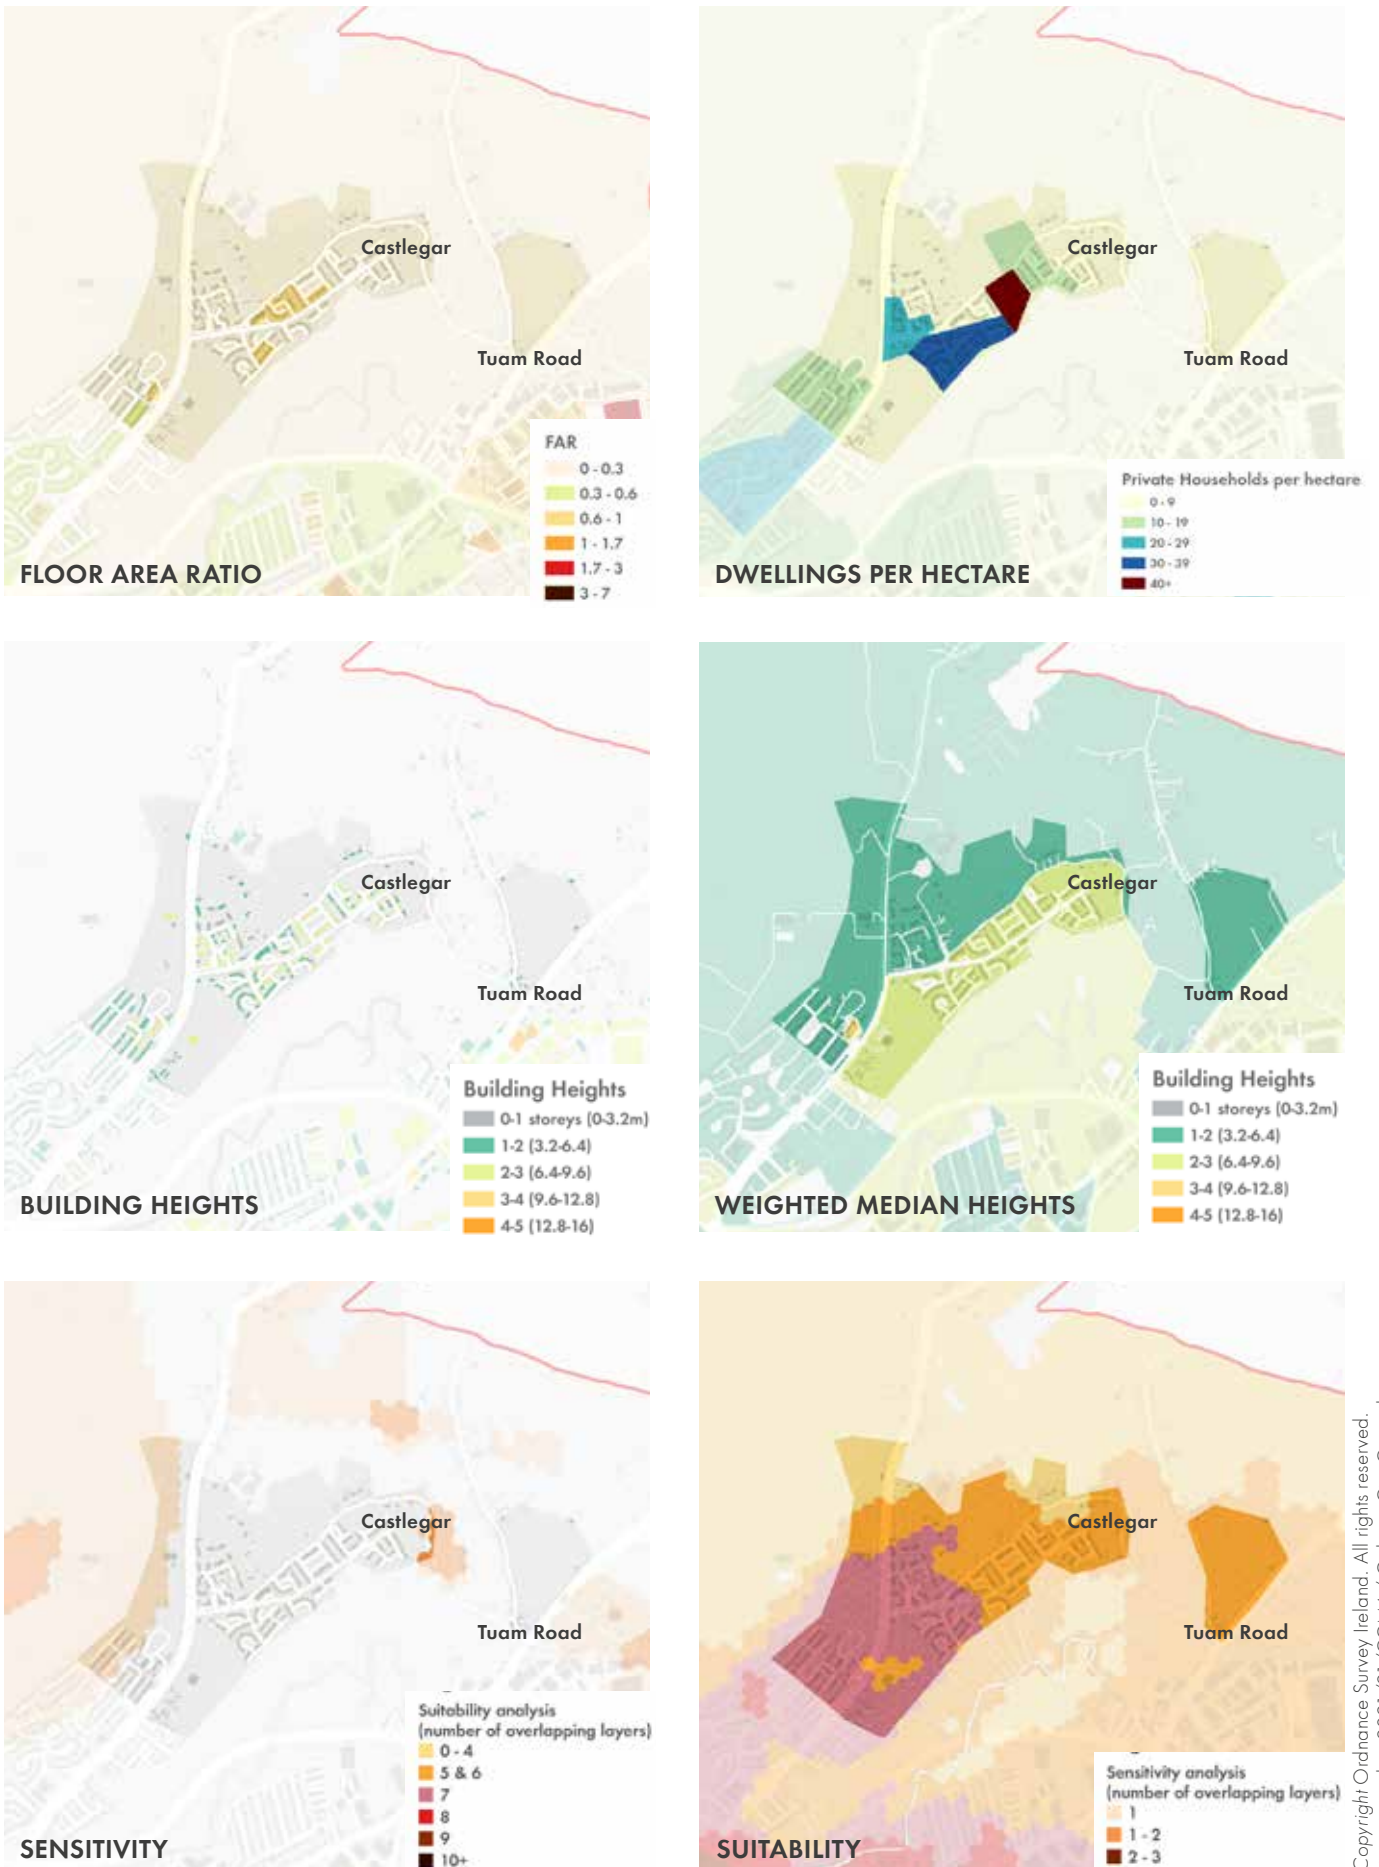 Castlegar
Tuam Road
FAR
0 - 0.3
0.3 - 0.6
0.6 - 1
1 - 1.7
1.7 - 3
3 - 7
FLOOR AREA RATIO
Castlegar
Tuam Road
Private Households per hectare
0 - 9
10 - 19
20 - 29
30 - 39
40+
DWELLINGS PER HECTARE
Castlegar
Tuam Road
Building Heights
0-1 storeys (0-3.2m)
1-2 (3.2-6.4)
2-3 (6.4-9.6)
3-4 (9.6-12.8)
4-5 (12.8-16)
BUILDING HEIGHTS
Castlegar
Tuam Road
Building Heights
0-1 storeys (0-3.2m)
1-2 (3.2-6.4)
2-3 (6.4-9.6)
3-4 (9.6-12.8)
4-5 (12.8-16)
WEIGHTED MEDIAN HEIGHTS
Castlegar
Tuam Road
Suitability analysis
(number of overlapping layers)
0 - 4
5 & 6
7
8
9
10+
SENSITIVITY
Castlegar
Tuam Road
Sensitivity analysis
(number of overlapping layers)
1
1 - 2
2 - 3
SUITABILITY
Copyright Ordnance Survey Ireland. All rights reserved.